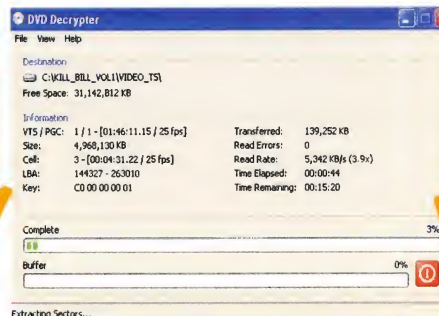 DVD Decrypter
File View Help
Destination
C:\KILL_BILL_VOL1\VIDEO_TS\
Free Space: 31,142,812 KB
Information
VTS / PGC: 1 / 1 - [01:46:11.15 / 25 fps] Transferred: 139,252 KB
Size: 4,968,130 KB Read Errors: 0
Cell: 3 - [00:04:31.22 / 25 fps] Read Rate: 5,342 KB/s (3.9x)
LBA: 144327 - 263010 Time Elapsed: 00:00:44
Key: C0 00 00 00 01 Time Remaining: 00:15:20
Complete 3%
Buffer 0%
Extracting Sectors...